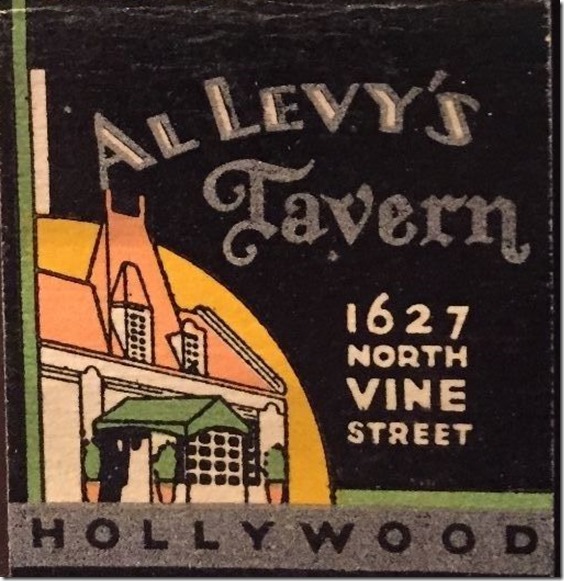 AL LEVY'S
Tavern
1627
NORTH
VINE
STREET
HOLLYWOOD